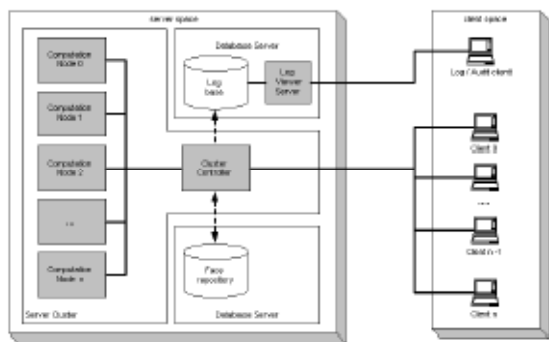 server space
client space
Computation
Node 0
Database Server
Log
base
Log
Viewer
Server
Log / Audit client
Computation
Node 1
Client 0
Computation
Node 2
Cluster
Controller
....
...
Client n -1
Computation
Node n
Face
repository
Client n
Server Cluster
Database Server